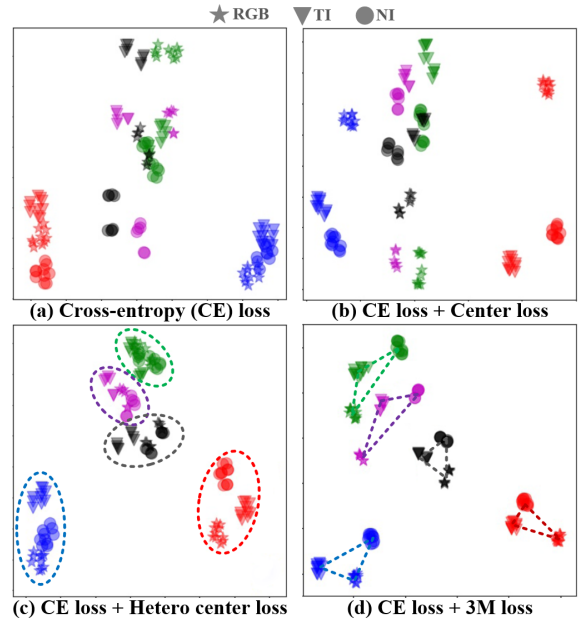 RGB TI NI
(a) Cross-entropy (CE) loss
(b) CE loss + Center loss
(c) CE loss + Hetero center loss
(d) CE loss + 3M loss